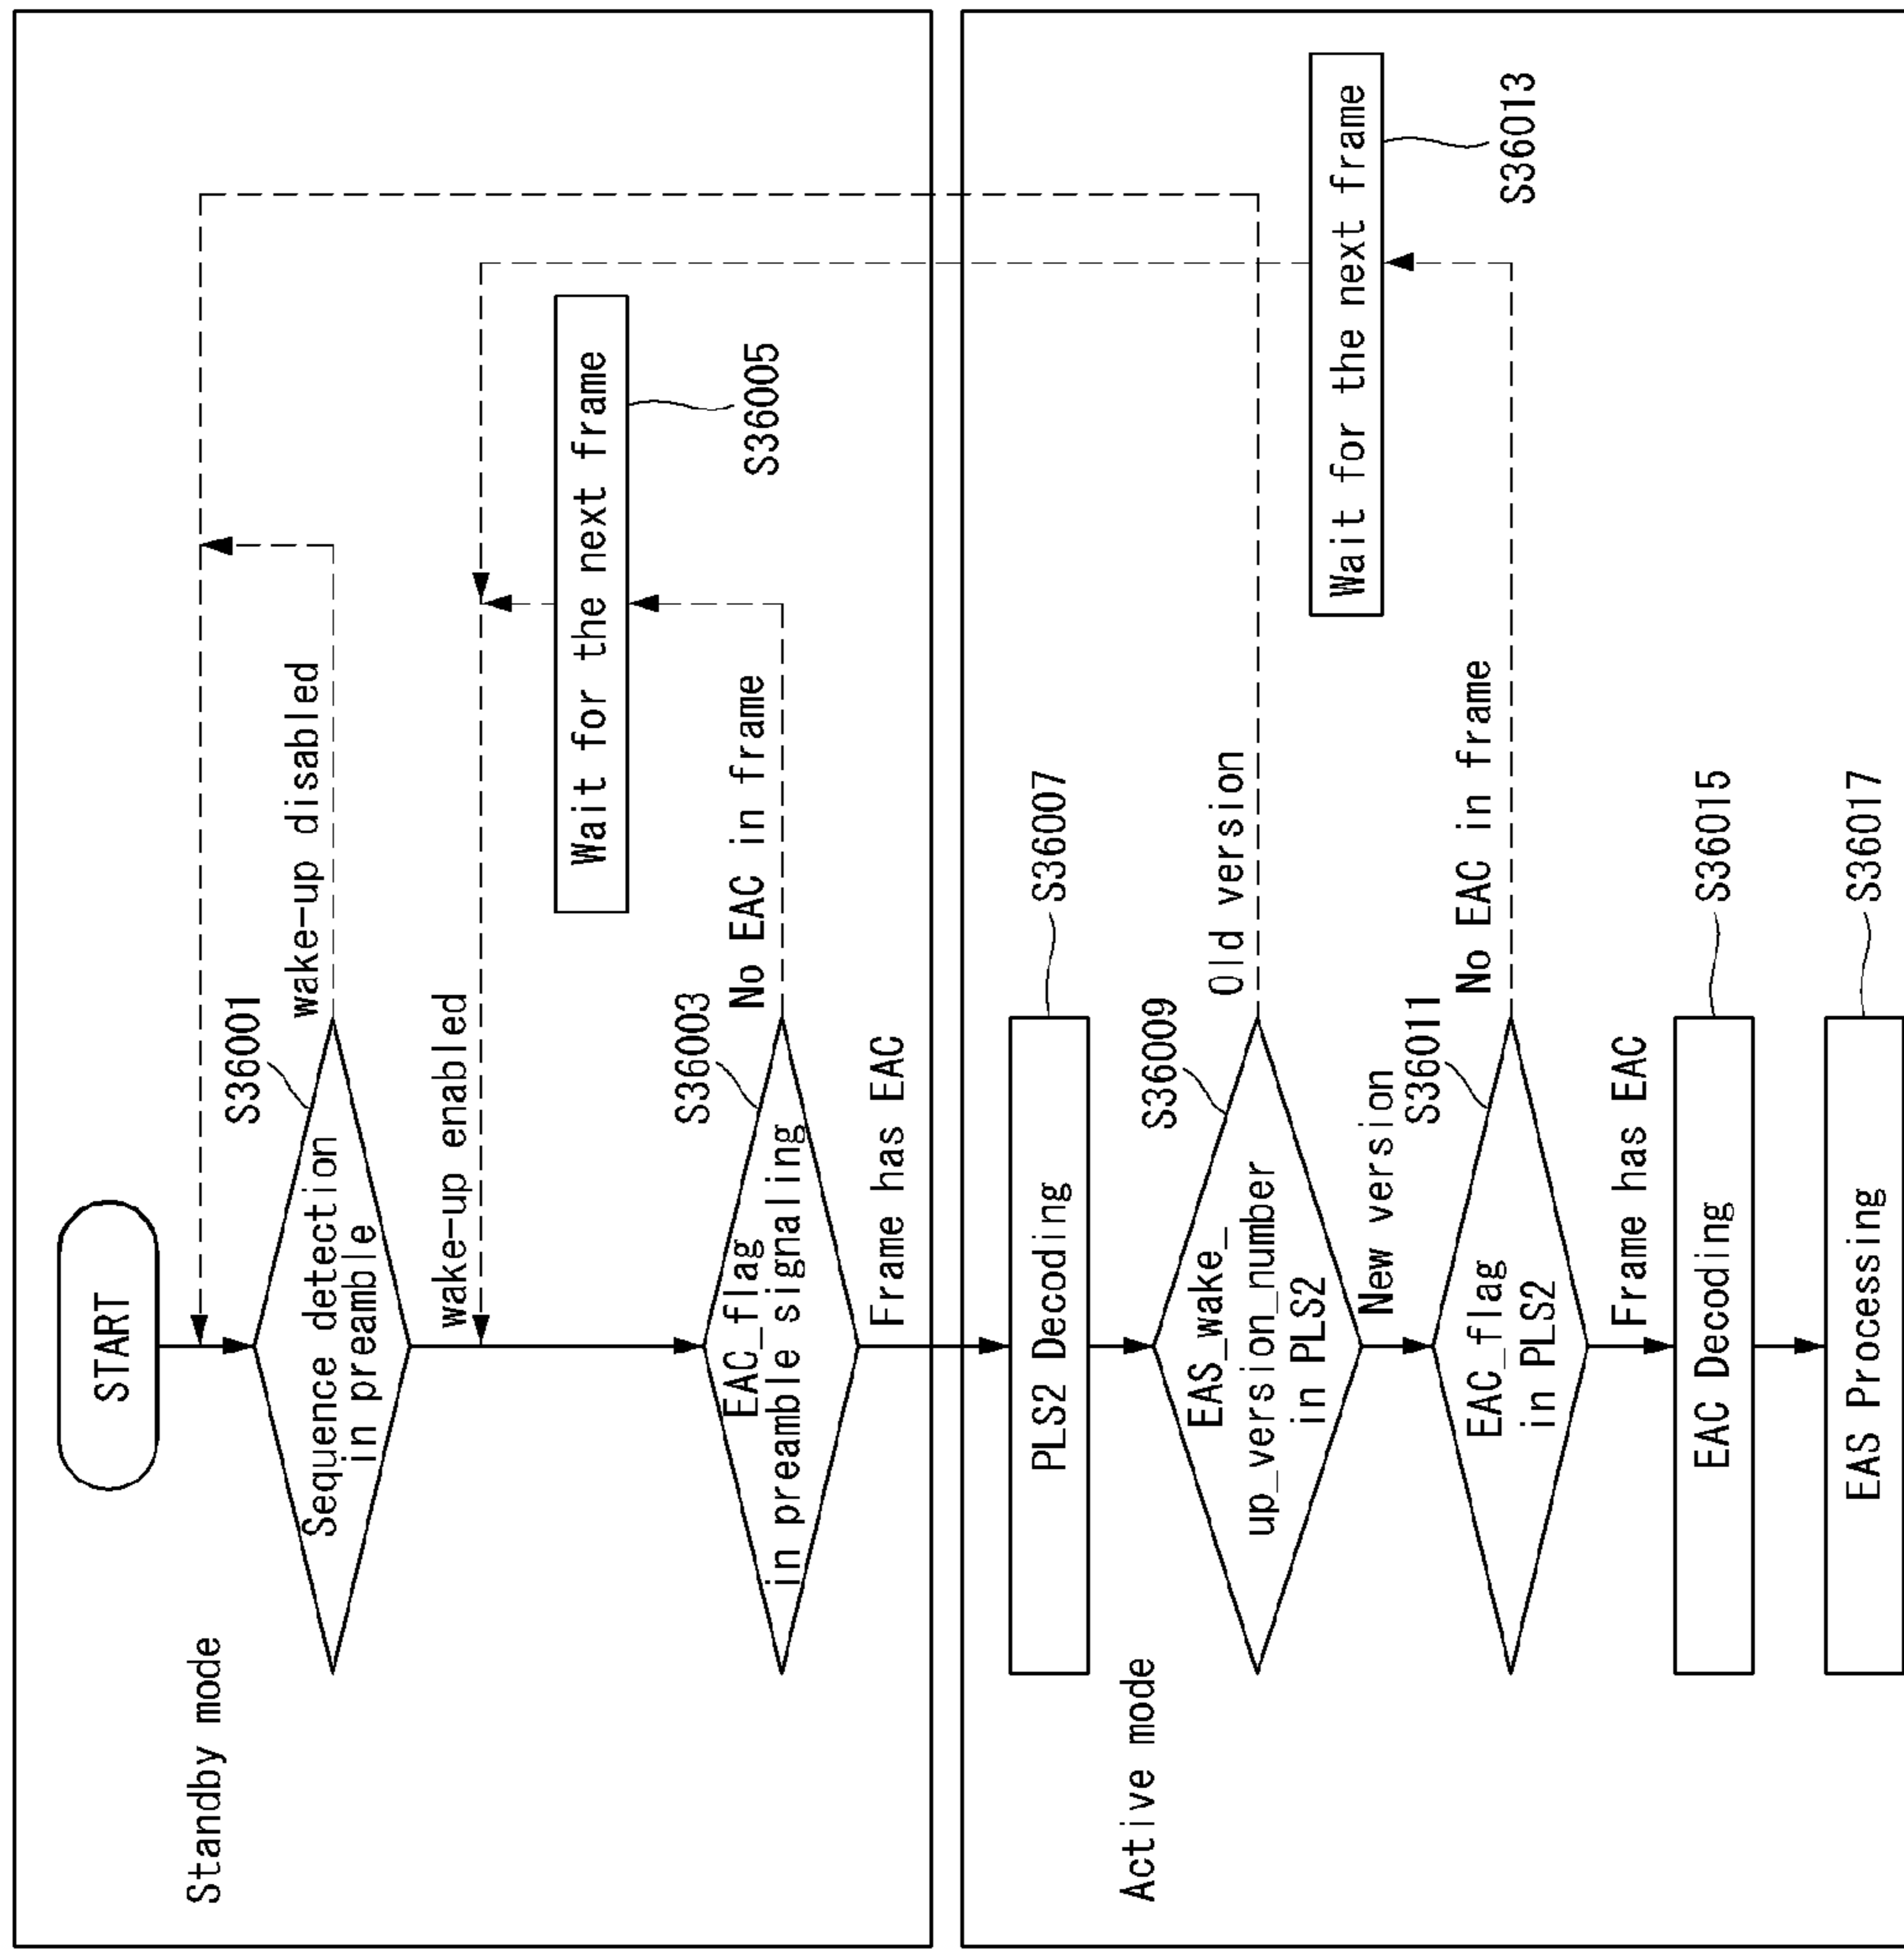 Standby mode
START
S36001
Sequence detection
in preamble
wake-up disabled
wake-up enabled
Wait for the next frame
S36005
S36003
EAC_flag
in preamble signaling
No EAC in frame
Frame has EAC
Active mode
PLS2 Decoding
S36007
S36009
EAS_wake_
up_version_number
in PLS2
Old version
New version
Wait for the next frame
S36013
S36011
EAC_flag
in PLS2
No EAC in frame
Frame has EAC
EAC Decoding
S36015
EAS Processing
S36017